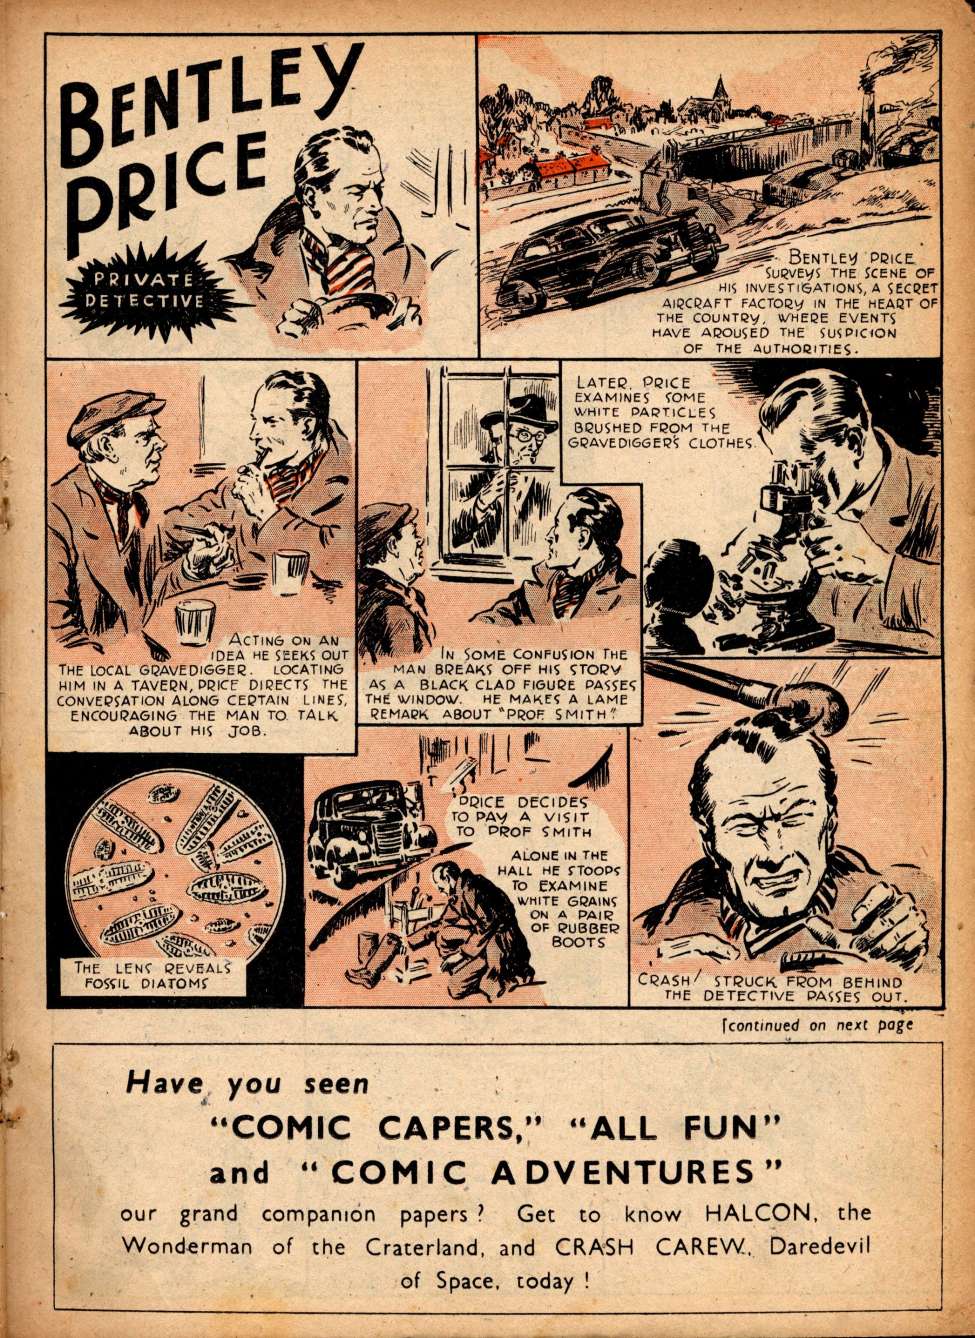 BENTLEY
PRICE
PRIVATE
DETECTIVE
BENTLEY PRICE
SURVEYS THE SCENE OF
HIS INVESTIGATIONS, A SECRET
AIRCRAFT FACTORY IN THE HEART OF
THE COUNTRY, WHERE EVENTS
HAVE AROUSED THE SUSPICION
OF THE AUTHORITIES.
ACTING ON AN
IDEA HE SEEKS OUT
THE LOCAL GRAVEDIGGER. LOCATING
HIM IN A TAVERN, PRICE DIRECTS THE
CONVERSATION ALONG CERTAIN LINES,
ENCOURAGING THE MAN TO TALK
ABOUT HIS JOB.
IN SOME CONFUSION THE
MAN BREAKS OFF HIS STORY
AS A BLACK CLAD FIGURE PASSES
THE WINDOW. HE MAKES A LAME
REMARK ABOUT "PROF. SMITH".
LATER, PRICE
EXAMINES SOME
WHITE PARTICLES
BRUSHED FROM THE
GRAVEDIGGER'S CLOTHES.
THE LENS REVEALS
FOSSIL DIATOMS
PRICE DECIDES
TO PAY A VISIT
TO PROF SMITH
ALONE IN THE
HALL HE STOOPS
TO EXAMINE
WHITE GRAINS
ON A PAIR
OF RUBBER
BOOTS
CRASH! STRUCK FROM BEHIND
THE DETECTIVE PASSES OUT.
[continued on next page
Have you seen
"COMIC CAPERS," "ALL FUN"
and "COMIC ADVENTURES"
our grand companion papers? Get to know HALCON, the
Wonderman of the Craterland, and CRASH CAREW, Daredevil
of Space, today!